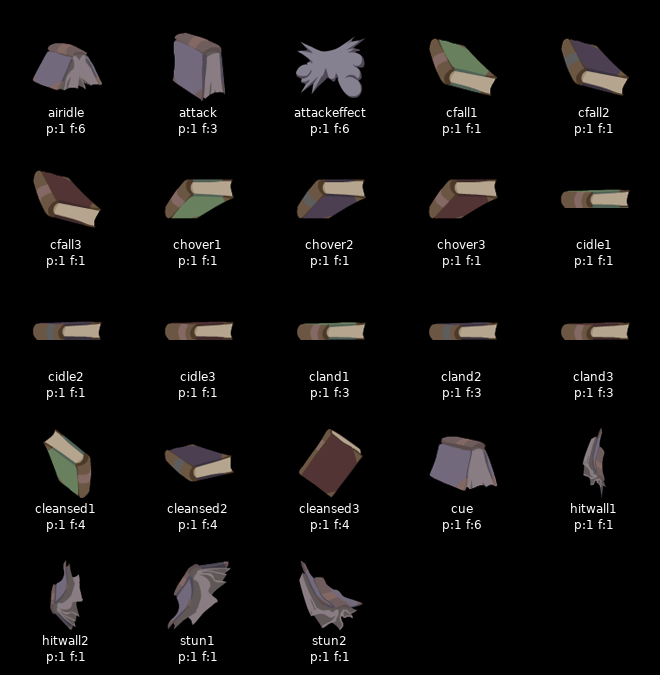 airidle
p:1 f:6
attack
p:1 f:3
attackeffect
p:1 f:6
cfall1
p:1 f:1
cfall2
p:1 f:1
cfall3
p:1 f:1
chover1
p:1 f:1
chover2
p:1 f:1
chover3
p:1 f:1
cidle1
p:1 f:1
cidle2
p:1 f:1
cidle3
p:1 f:1
cland1
p:1 f:3
cland2
p:1 f:3
cland3
p:1 f:3
cleansed1
p:1 f:4
cleansed2
p:1 f:4
cleansed3
p:1 f:4
cue
p:1 f:6
hitwall1
p:1 f:1
hitwall2
p:1 f:1
stun1
p:1 f:1
stun2
p:1 f:1